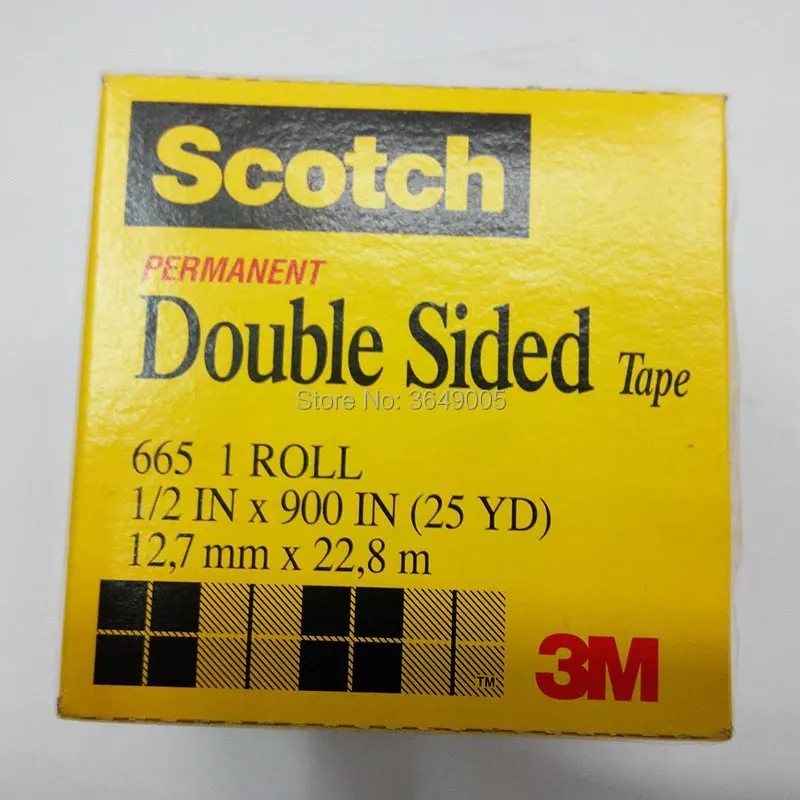 Scotch
PERMANENT
Double Sided Tape
Store No: 3649005
665 1 ROLL
1/2 IN x 900 IN (25 YD)
12,7 mm x 22,8 m
TM
3M